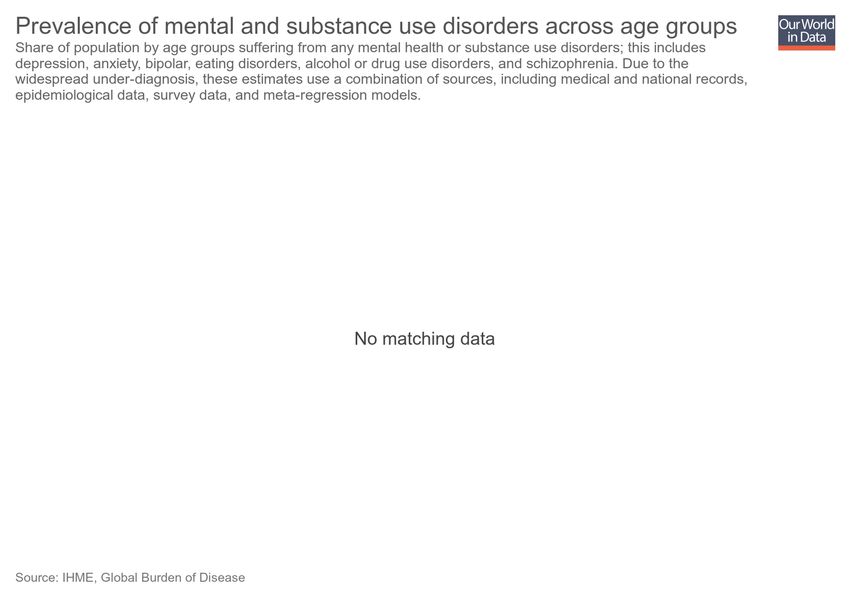 Prevalence of mental and substance use disorders across age groups
Our World
in Data
Share of population by age groups suffering from any mental health or substance use disorders; this includes
depression, anxiety, bipolar, eating disorders, alcohol or drug use disorders, and schizophrenia. Due to the
widespread under-diagnosis, these estimates use a combination of sources, including medical and national records,
epidemiological data, survey data, and meta-regression models.
No matching data
Source: IHME, Global Burden of Disease